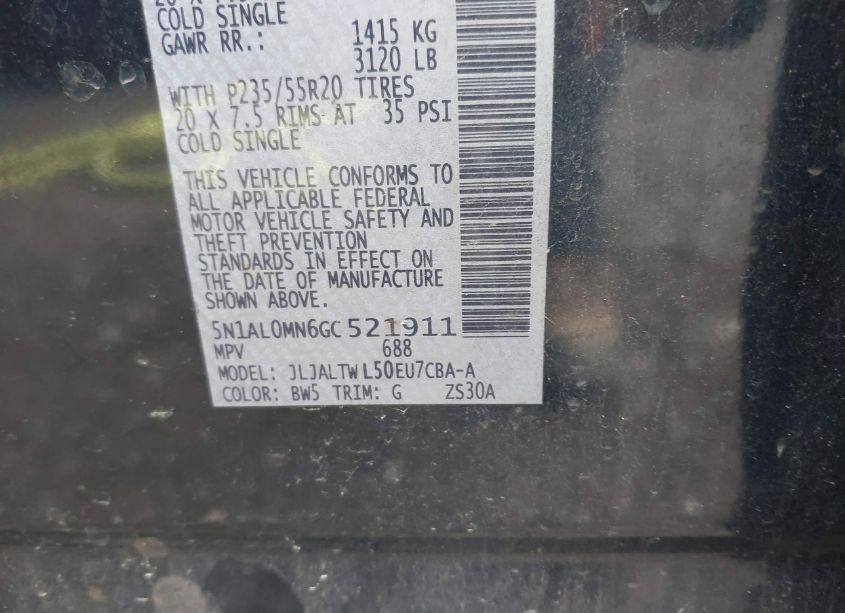 COLD SINGLE
GAWR RR.: 1415 KG
3120 LB
WITH P235/55R20 TIRES
20 X 7.5 RIMS AT 35 PSI
COLD SINGLE
THIS VEHICLE CONFORMS TO
ALL APPLICABLE FEDERAL
MOTOR VEHICLE SAFETY AND
THEFT PREVENTION
STANDARDS IN EFFECT ON
THE DATE OF MANUFACTURE
SHOWN ABOVE.
5N1AL0MN6GC521911
MPV 688
MODEL: JLJALTWL50EU7CBA-A
COLOR: BW5 TRIM: G ZS30A